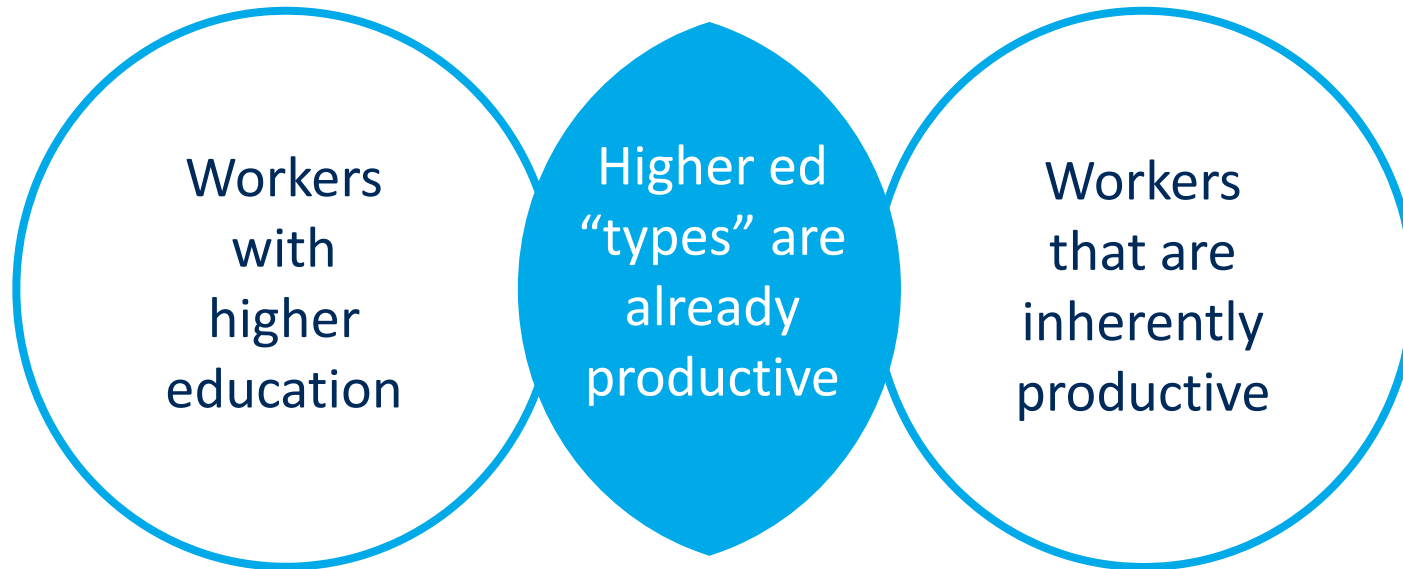 Workers
with
higher
education
Higher ed
“types” are
already
productive
Workers
that are
inherently
productive